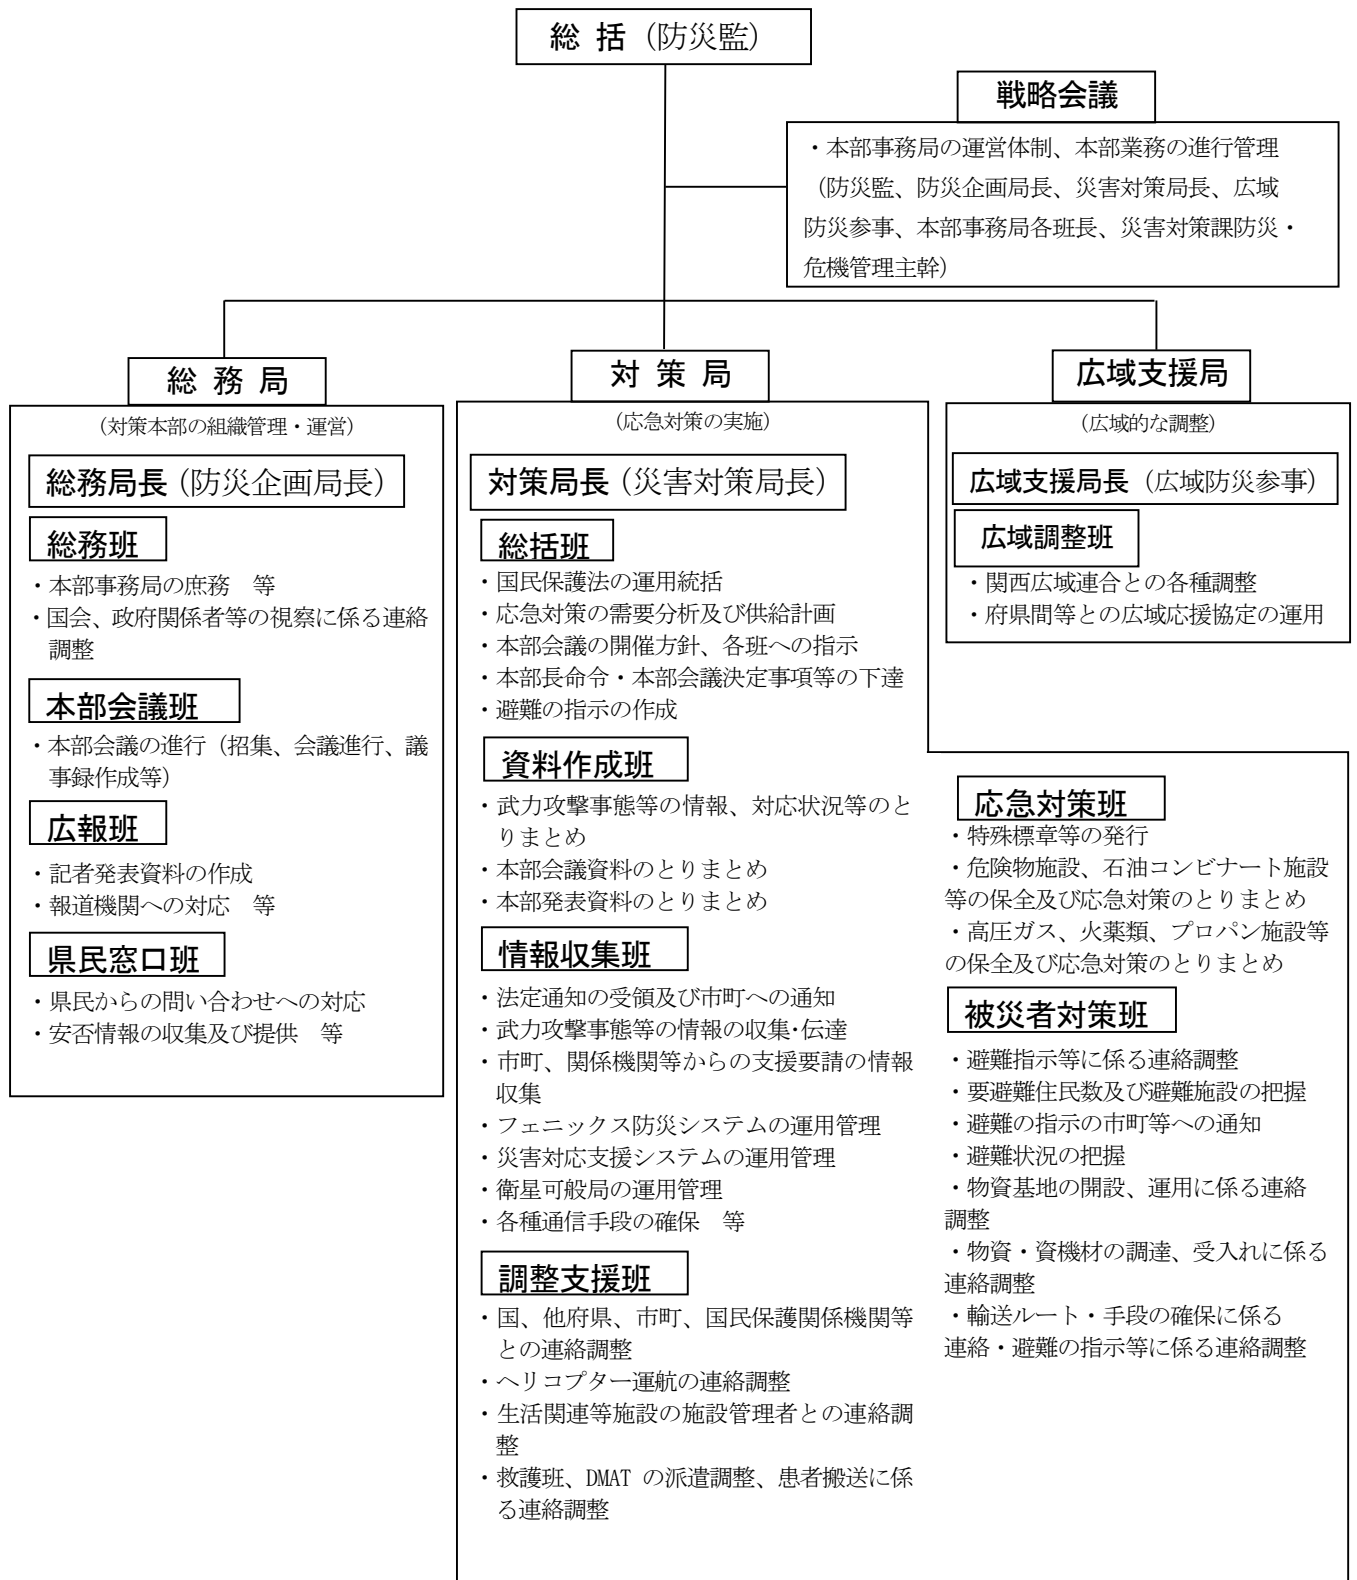 総 括（防災監）
戦略会議
・本部事務局の運営体制、本部業務の進行管理
（防災監、防災企画局長、災害対策局長、広域
防災参事、本部事務局各班長、災害対策課防災・
危機管理主幹）
総 務 局
（対策本部の組織管理・運営）
総務局長（防災企画局長）
総務班
・本部事務局の庶務　等
・国会、政府関係者等の視察に係る連絡
調整
本部会議班
・本部会議の進行（招集、会議進行、議
事録作成等）
広報班
・記者発表資料の作成
・報道機関への対応　等
県民窓口班
・県民からの問い合わせへの対応
・安否情報の収集及び提供　等
対 策 局
（応急対策の実施）
対策局長（災害対策局長）
総括班
・国民保護法の運用統括
・応急対策の需要分析及び供給計画
・本部会議の開催方針、各班への指示
・本部長命令・本部会議決定事項等の下達
・避難の指示の作成
資料作成班
・武力攻撃事態等の情報、対応状況等のと
りまとめ
・本部会議資料のとりまとめ
・本部発表資料のとりまとめ
情報収集班
・法定通知の受領及び市町への通知
・武力攻撃事態等の情報の収集･伝達
・市町、関係機関等からの支援要請の情報
収集
・フェニックス防災システムの運用管理
・災害対応支援システムの運用管理
・衛星可般局の運用管理
・各種通信手段の確保　等
調整支援班
・国、他府県、市町、国民保護関係機関等
との連絡調整
・ヘリコプター運航の連絡調整
・生活関連等施設の施設管理者との連絡調
整
・救護班、DMAT の派遣調整、患者搬送に係
る連絡調整
応急対策班
・特殊標章等の発行
・危険物施設、石油コンビナート施設
等の保全及び応急対策のとりまとめ
・高圧ガス、火薬類、プロパン施設等
の保全及び応急対策のとりまとめ
被災者対策班
・避難指示等に係る連絡調整
・要避難住民数及び避難施設の把握
・避難の指示の市町等への通知
・避難状況の把握
・物資基地の開設、運用に係る連絡
調整
・物資・資機材の調達、受入れに係る
連絡調整
・輸送ルート・手段の確保に係る
連絡・避難の指示等に係る連絡調整
広域支援局
（広域的な調整）
広域支援局長（広域防災参事）
広域調整班
・関西広域連合との各種調整
・府県間等との広域応援協定の運用